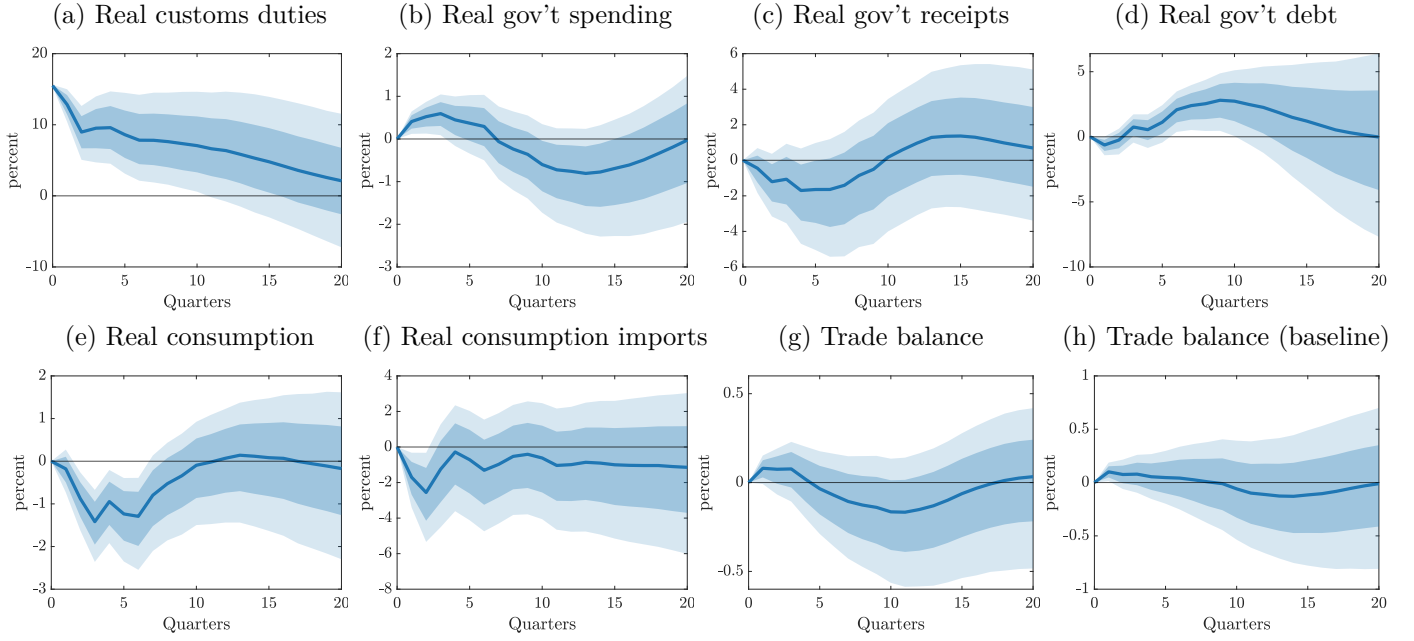 (a) Real customs duties
20
10
0
-10
percent
0 5 10 15 20
Quarters
(b) Real gov't spending
2
1
0
-1
-2
-3
percent
0 5 10 15 20
Quarters
(c) Real gov't receipts
6
4
2
0
-2
-4
-6
percent
0 5 10 15 20
Quarters
(d) Real gov't debt
5
0
-5
-10
percent
0 5 10 15 20
Quarters
(e) Real consumption
2
1
0
-1
-2
-3
percent
0 5 10 15 20
Quarters
(f) Real consumption imports
4
2
0
-2
-4
-6
-8
percent
0 5 10 15 20
Quarters
(g) Trade balance
0.5
0
-0.5
percent
0 5 10 15 20
Quarters
(h) Trade balance (baseline)
1
0.5
0
-0.5
-1
percent
0 5 10 15 20
Quarters